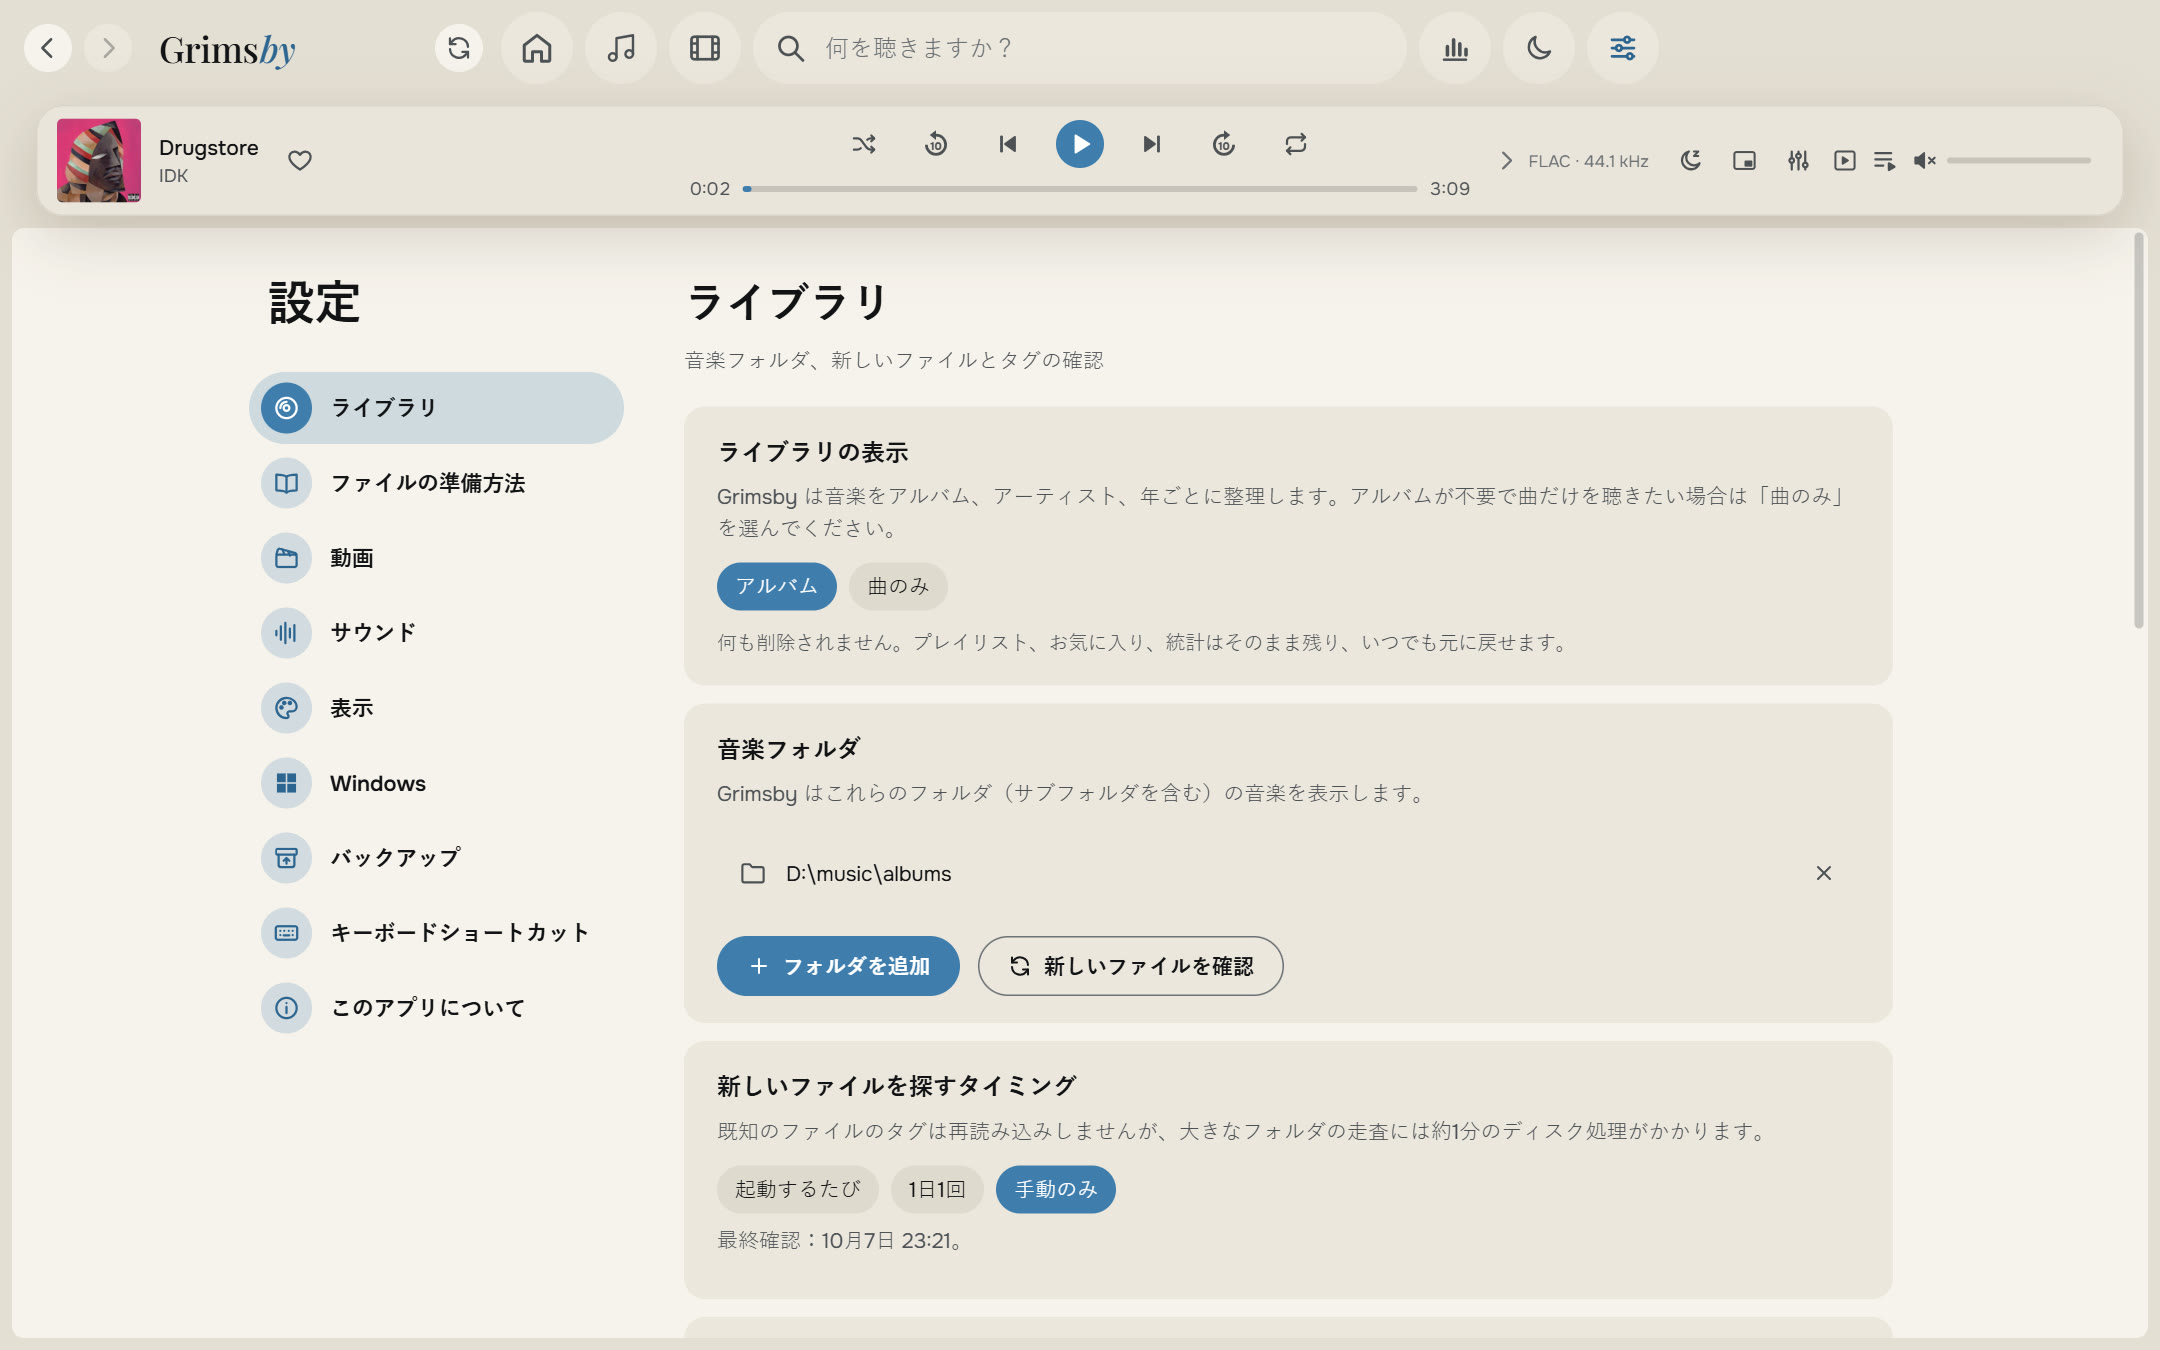 Grimsby
何を聴きますか？
Drugstore
IDK
10
10
0:02
3:09
FLAC · 44.1 kHz
設定
ライブラリ
ファイルの準備方法
動画
サウンド
表示
Windows
バックアップ
キーボードショートカット
このアプリについて
ライブラリ
音楽フォルダ、新しいファイルとタグの確認
ライブラリの表示
Grimsby は音楽をアルバム、アーティスト、年ごとに整理します。アルバムが不要で曲だけを聴きたい場合は「曲のみ」
を選んでください。
アルバム
曲のみ
何も削除されません。プレイリスト、お気に入り、統計はそのまま残り、いつでも元に戻せます。
音楽フォルダ
Grimsby はこれらのフォルダ（サブフォルダを含む）の音楽を表示します。
D:\music\albums
フォルダを追加
新しいファイルを確認
新しいファイルを探すタイミング
既知のファイルのタグは再読み込みしませんが、大きなフォルダの走査には約1分のディスク処理がかかります。
起動するたび
1日1回
手動のみ
最終確認：10月7日 23:21。